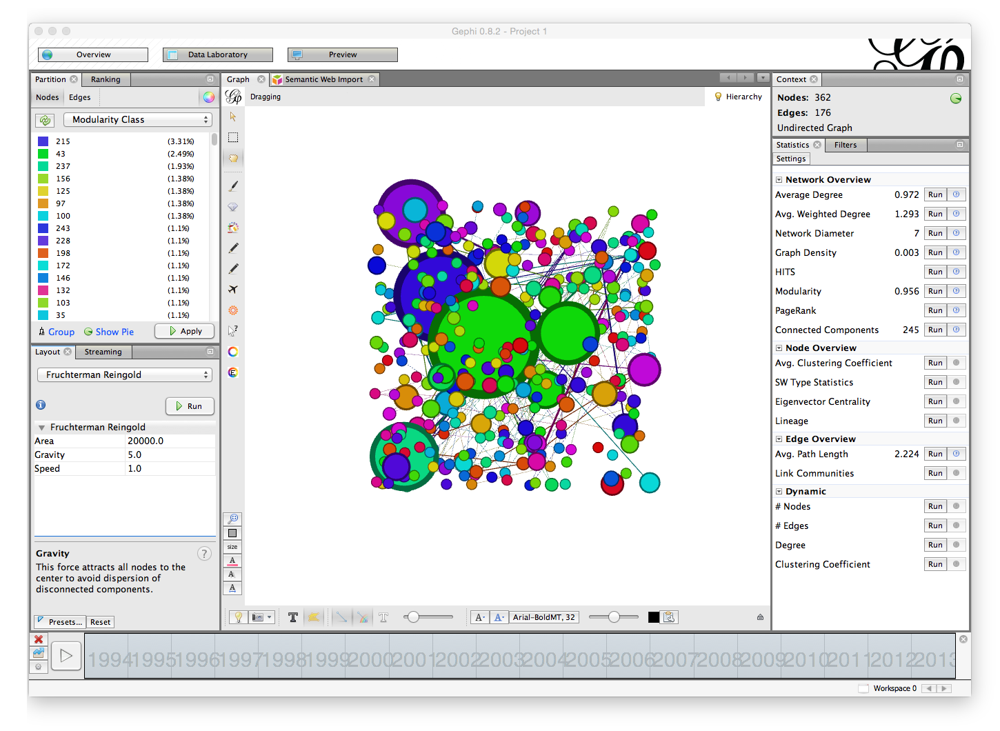 Gephi 0.8.2 - Project 1
Overview
Data Laboratory
Preview
Partition
Ranking
Nodes
Edges
Modularity Class
215 (3.31%)
43 (2.49%)
237 (1.93%)
156 (1.38%)
125 (1.38%)
97 (1.38%)
100 (1.38%)
243 (1.1%)
228 (1.1%)
198 (1.1%)
172 (1.1%)
146 (1.1%)
132 (1.1%)
103 (1.1%)
35 (1.1%)
Group
Show Pie
Apply
Layout
Streaming
Fruchterman Reingold
Run
Fruchterman Reingold
Area 20000.0
Gravity 5.0
Speed 1.0
Gravity
?
This force attracts all nodes to the
center to avoid dispersion of
disconnected components.
Presets...
Reset
Graph
Semantic Web Import
Dragging
Hierarchy
size
A
A
A
T
T
A
A
Arial-BoldMT, 32
Context
Nodes: 362
Edges: 176
Undirected Graph
Statistics
Filters
Settings
Network Overview
Average Degree 0.972 Run
Avg. Weighted Degree 1.293 Run
Network Diameter 7 Run
Graph Density 0.003 Run
HITS Run
Modularity 0.956 Run
PageRank Run
Connected Components 245 Run
Node Overview
Avg. Clustering Coefficient Run
SW Type Statistics Run
Eigenvector Centrality Run
Lineage Run
Edge Overview
Avg. Path Length 2.224 Run
Link Communities Run
Dynamic
# Nodes Run
# Edges Run
Degree Run
Clustering Coefficient Run
1994 1995 1996 1997 1998 1999 2000 2001 2002 2003 2004 2005 2006 2007 2008 2009 2010 2011 2012 2013
Workspace 0